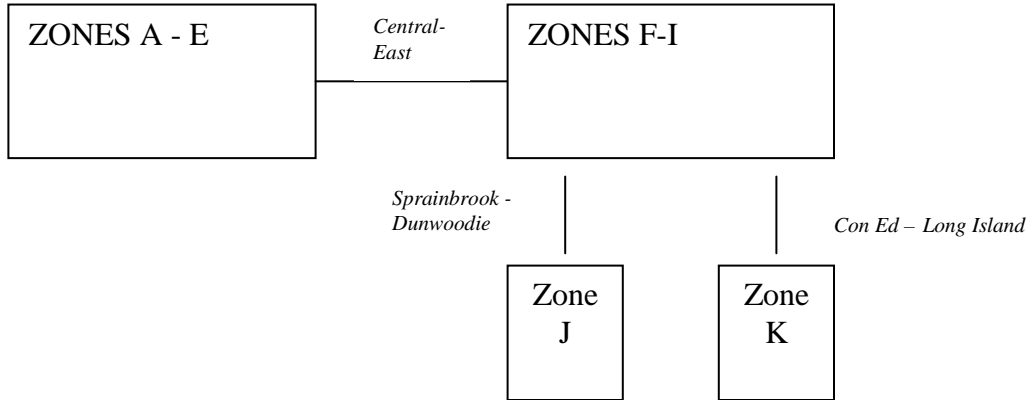 ZONES A - E
Central-
East
ZONES F-I
Sprainbrook -
Dunwoodie
Con Ed – Long Island
Zone
J
Zone
K